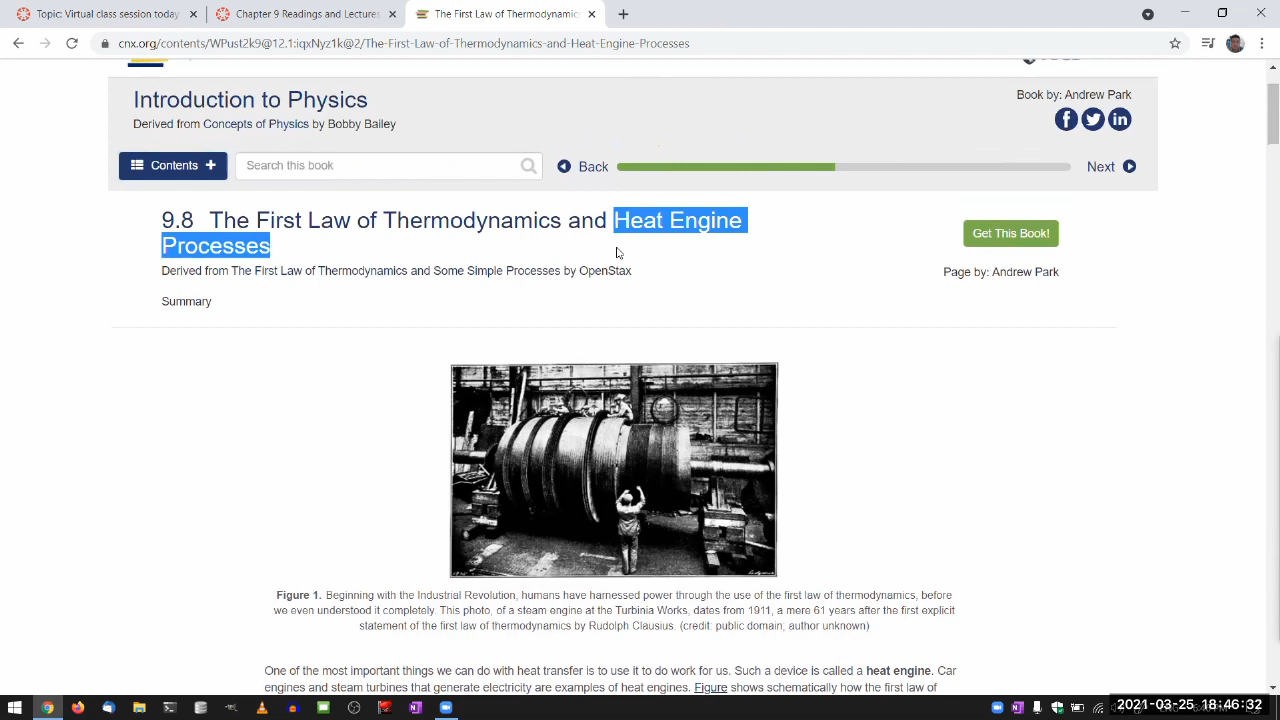 Topic: Virtual class session today
Chapter 9 Readings and Lectures
The First Law of Thermodynamics
cnx.org/contents/WPust2k9@12.1:iqxNyz1k@2/The-First-Law-of-Thermodynamics-and-Heat-Engine-Processes
Introduction to Physics
Book by: Andrew Park
Derived from Concepts of Physics by Bobby Bailey
Contents +
Search this book
Back
Next
9.8 The First Law of Thermodynamics and Heat Engine
Processes
Get This Book!
Derived from The First Law of Thermodynamics and Some Simple Processes by OpenStax
Page by: Andrew Park
Summary
Figure 1. Beginning with the Industrial Revolution, humans have harnessed power through the use of the first law of thermodynamics, before
we even understood it completely. This photo, of a steam engine at the Turbinia Works, dates from 1911, a mere 61 years after the first explicit
statement of the first law of thermodynamics by Rudolph Clausius. (credit: public domain; author unknown)
One of the most important things we can do with heat transfer is to use it to do work for us. Such a device is called a heat engine. Car
engines and steam turbines that generate electricity are examples of heat engines. Figure shows schematically how the first law of
2021-03-25 18:46:32